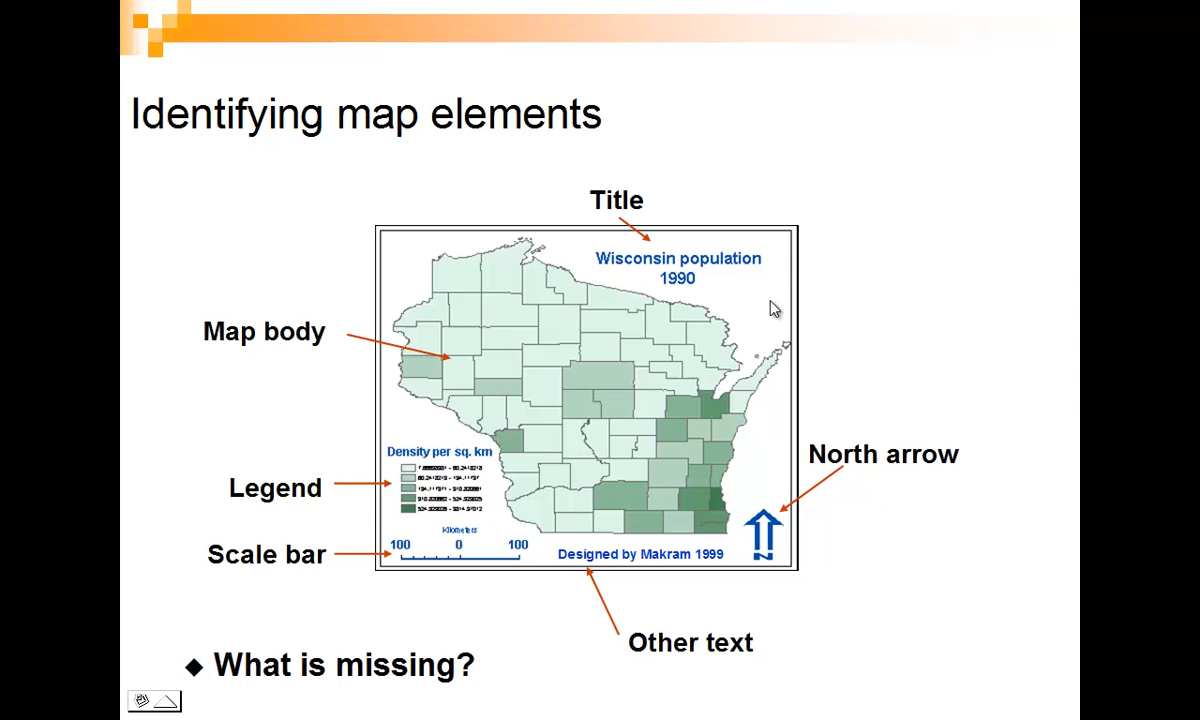 Identifying map elements
Title
Wisconsin population
1990
Map body
Density per sq. km
North arrow
Legend
Kilometers
100 0 100
Scale bar
Designed by Makram 1999
N
Other text
What is missing?